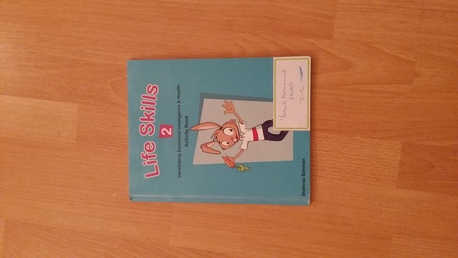 Life Skills
2
Developing Emotional Intelligence & Health
Activity Book
Shahnaz Bahman